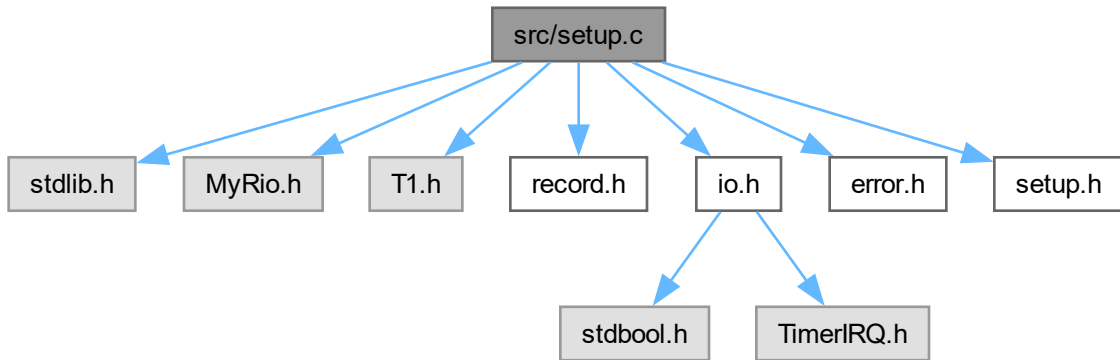 src/setup.c
stdlib.h
MyRio.h
T1.h
record.h
io.h
error.h
setup.h
stdbool.h
TimerIRQ.h